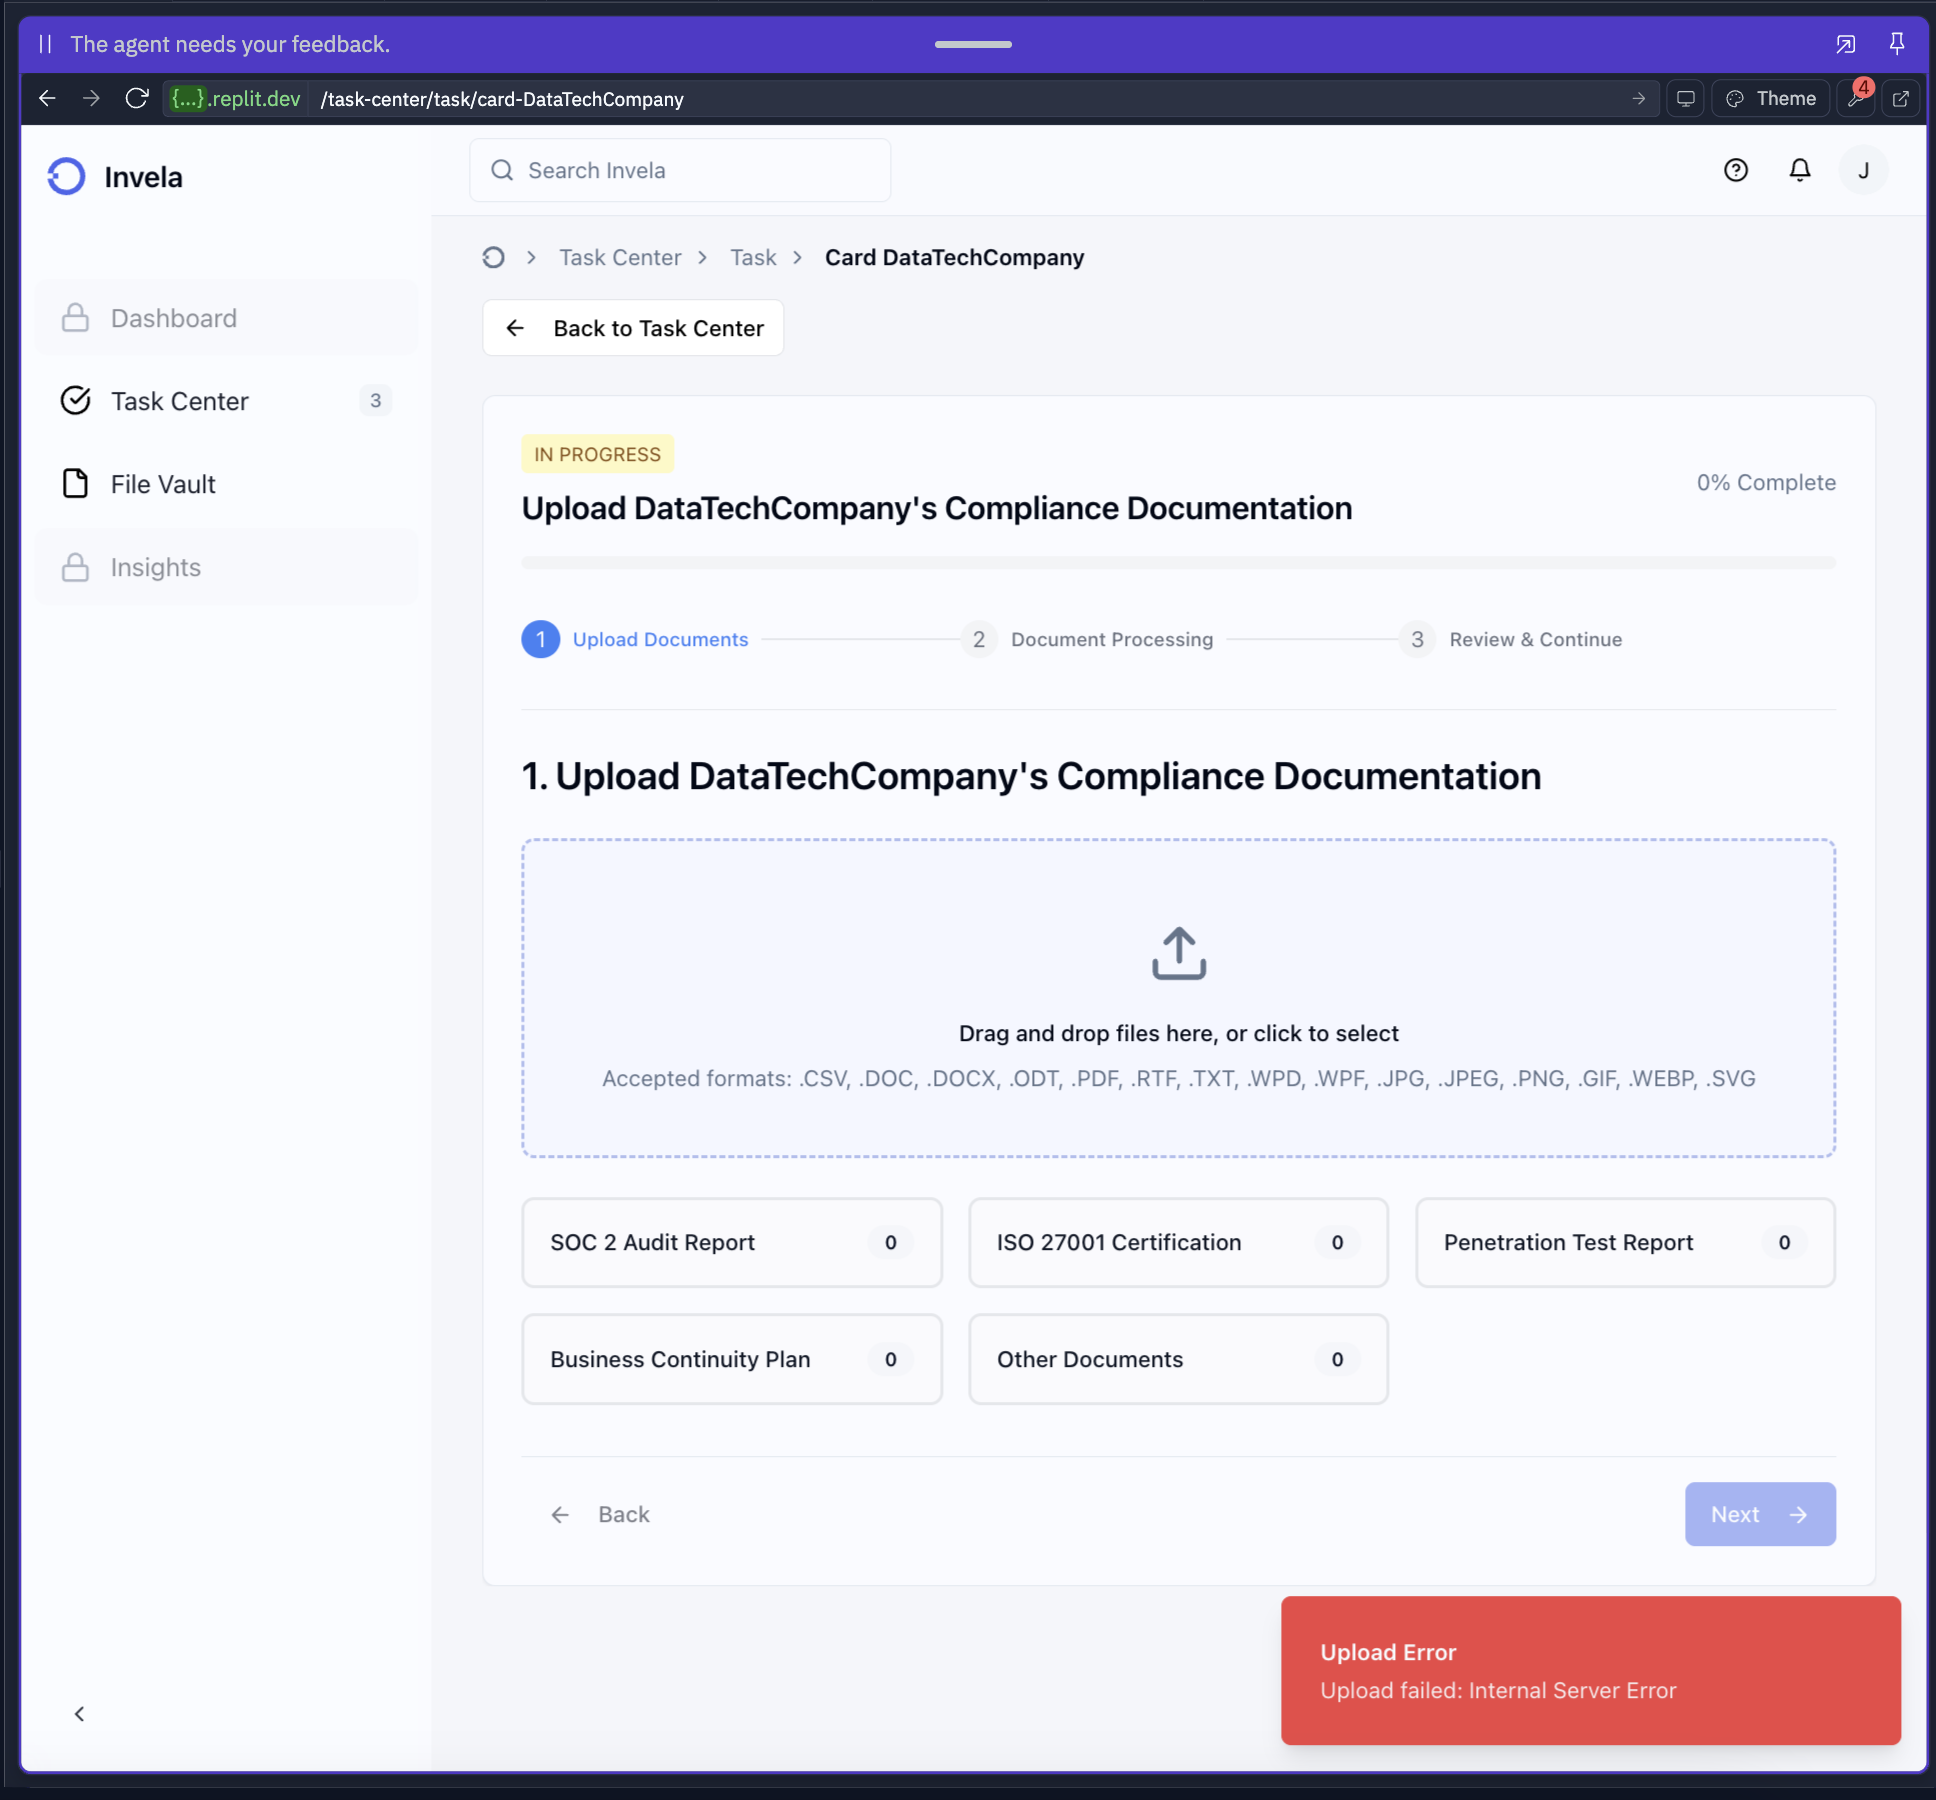 The agent needs your feedback.
{...}.replit.dev /task-center/task/card-DataTechCompany
Theme
4
Invela
Search Invela
J
Task Center
Task
Card DataTechCompany
Back to Task Center
Dashboard
Task Center 3
File Vault
Insights
IN PROGRESS
0% Complete
Upload DataTechCompany's Compliance Documentation
1 Upload Documents
2 Document Processing
3 Review & Continue
1. Upload DataTechCompany's Compliance Documentation
Drag and drop files here, or click to select
Accepted formats: .CSV, .DOC, .DOCX, .ODT, .PDF, .RTF, .TXT, .WPD, .WPF, .JPG, .JPEG, .PNG, .GIF, .WEBP, .SVG
SOC 2 Audit Report 0
ISO 27001 Certification 0
Penetration Test Report 0
Business Continuity Plan 0
Other Documents 0
Back
Next
Upload Error
Upload failed: Internal Server Error